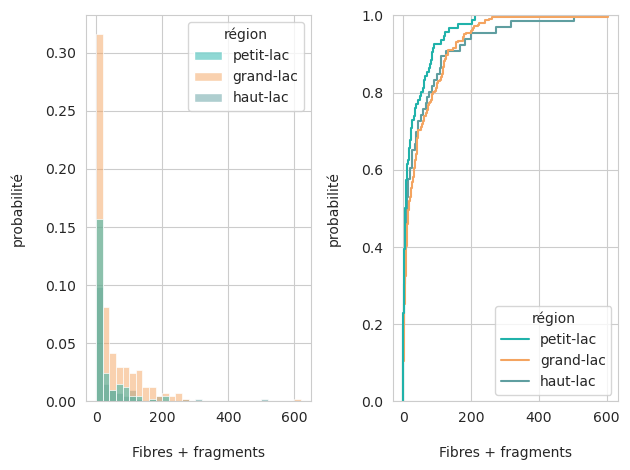 0.30
0.25
0.20
0.15
0.10
0.05
0.00
probabilité
0
200
400
600
Fibres + fragments
région
petit-lac
grand-lac
haut-lac
1.0
0.8
0.6
0.4
0.2
0.0
probabilité
0
200
400
600
Fibres + fragments
région
petit-lac
grand-lac
haut-lac